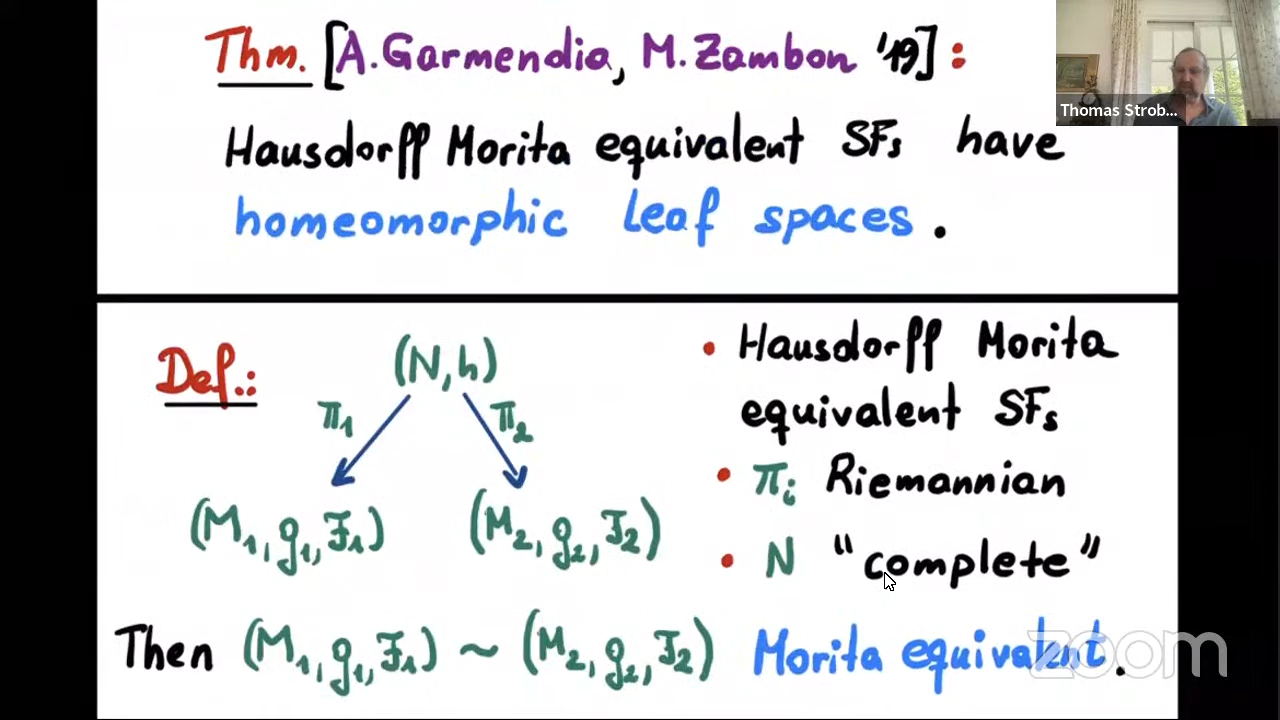 Thm. [A.Garmendia, M.Zambon '19]:
Hausdorff Morita equivalent SFs have
homeomorphic leaf spaces.
Thomas Strob...
Def.:
(N,h)
π₁ π₂
(M₁, g₁, F₁) (M₂, g₂, F₂)
• Hausdorff Morita
equivalent SFs
• πᵢ Riemannian
• N "complete"
Then (M₁, g₁, F₁) ~ (M₂, g₂, F₂) Morita equivalent.
zoom